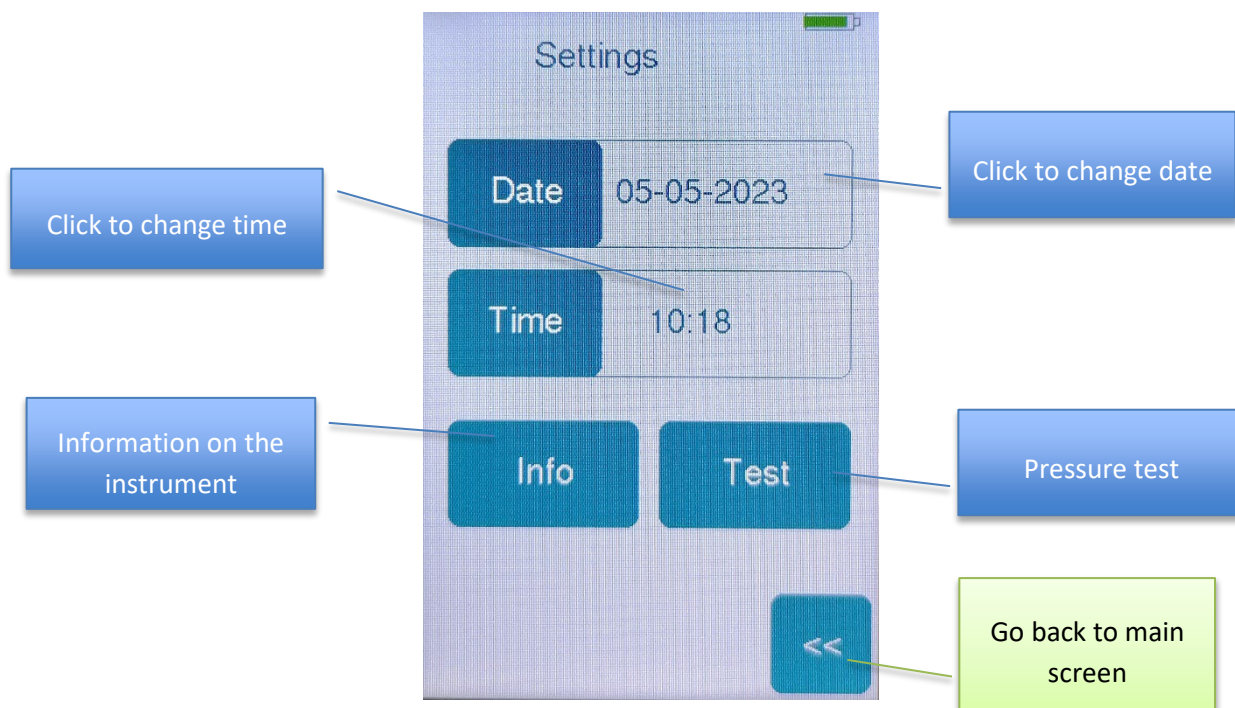 Settings
Click to change date
Date 05-05-2023
Click to change time
Time 10:18
Information on the
instrument
Info
Test
Pressure test
<<
Go back to main
screen